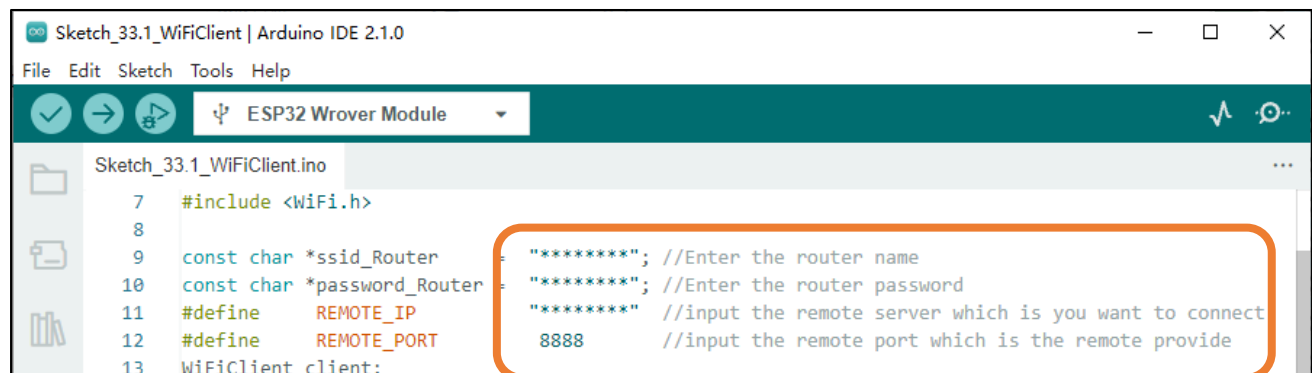 Sketch_33.1_WiFiClient | Arduino IDE 2.1.0
File Edit Sketch Tools Help
ESP32 Wrover Module
Sketch_33.1_WiFiClient.ino
7 #include <WiFi.h>
8
9 const char *ssid_Router = "********"; //Enter the router name
10 const char *password_Router = "********"; //Enter the router password
11 #define REMOTE_IP "********" //input the remote server which is you want to connect
12 #define REMOTE_PORT 8888 //input the remote port which is the remote provide
13 WiFiClient client;